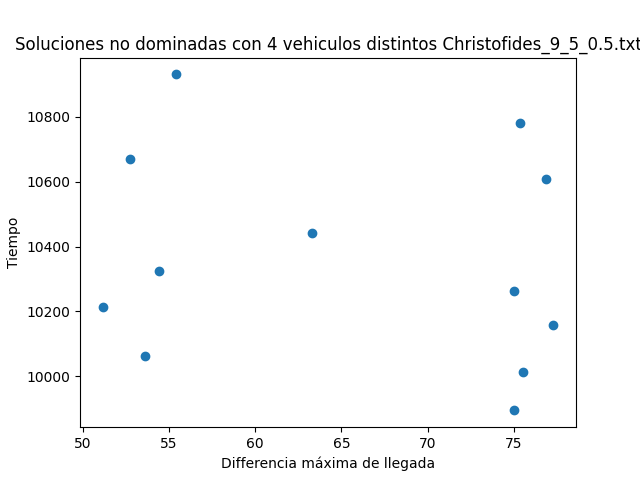 Soluciones no dominadas con 4 vehiculos distintos Christofides_9_5_0.5.txt
10800
10600
10400
10200
10000
Tiempo
50 55 60 65 70 75
Differencia máxima de llegada